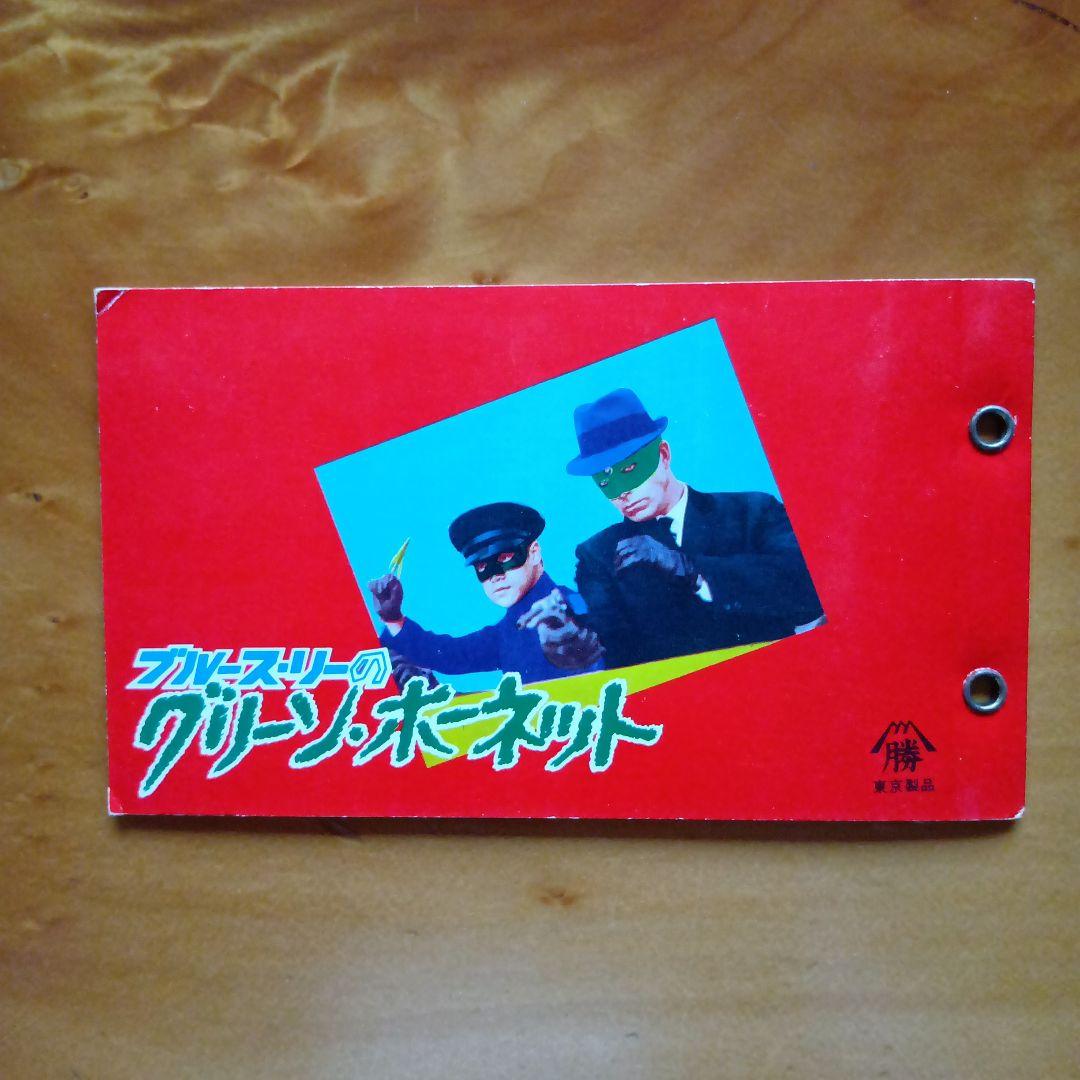 ブルース・リーの
グリーン・ホーネット
勝
東京製品